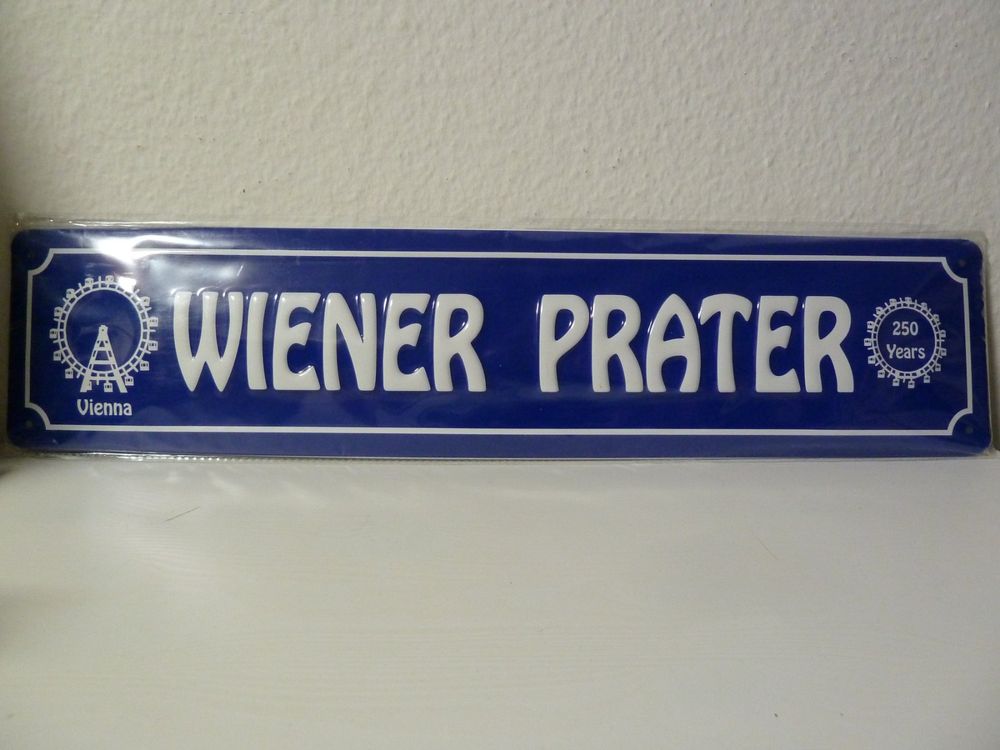 Vienna
WIENER PRATER
250
Years